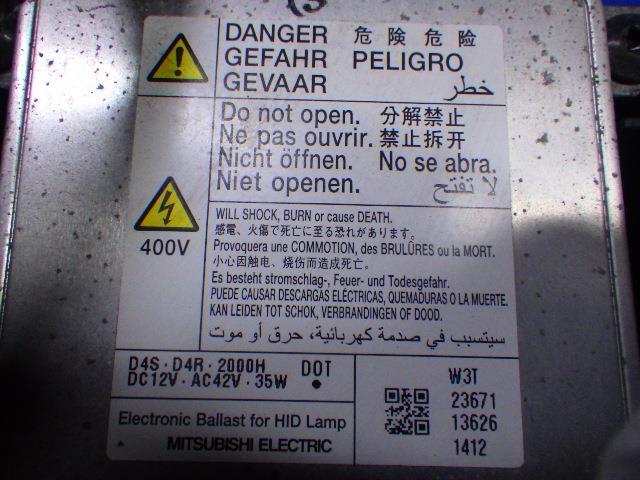 DANGER 危険 危险
GEFAHR PELIGRO
GEVAAR خطر
Do not open. 分解禁止
Ne pas ouvrir. 禁止拆开
Nicht öffnen. No se abra.
Niet openen. لا تفتح
400V
WILL SHOCK, BURN or cause DEATH.
感電、火傷で死亡に至る恐れがあります。
Provoquera une COMMOTION, des BRULÛRES ou la MORT.
小心因触电、烧伤而造成死亡。
Es besteht stromschlag-, Feuer- und Todesgefahr.
PUEDE CAUSAR DESCARGAS ELÉCTRICAS, QUEMADURAS O LA MUERTE.
KAN LEIDEN TOT SCHOK, VERBRANDINGEN OF DOOD.
سيتسبب في صدمة كهربائية، حرق أو موت
D4S・D4R・2000H DOT
DC12V・AC42V・35W ●
Electronic Ballast for HID Lamp
MITSUBISHI ELECTRIC
W3T
23671
13626
1412